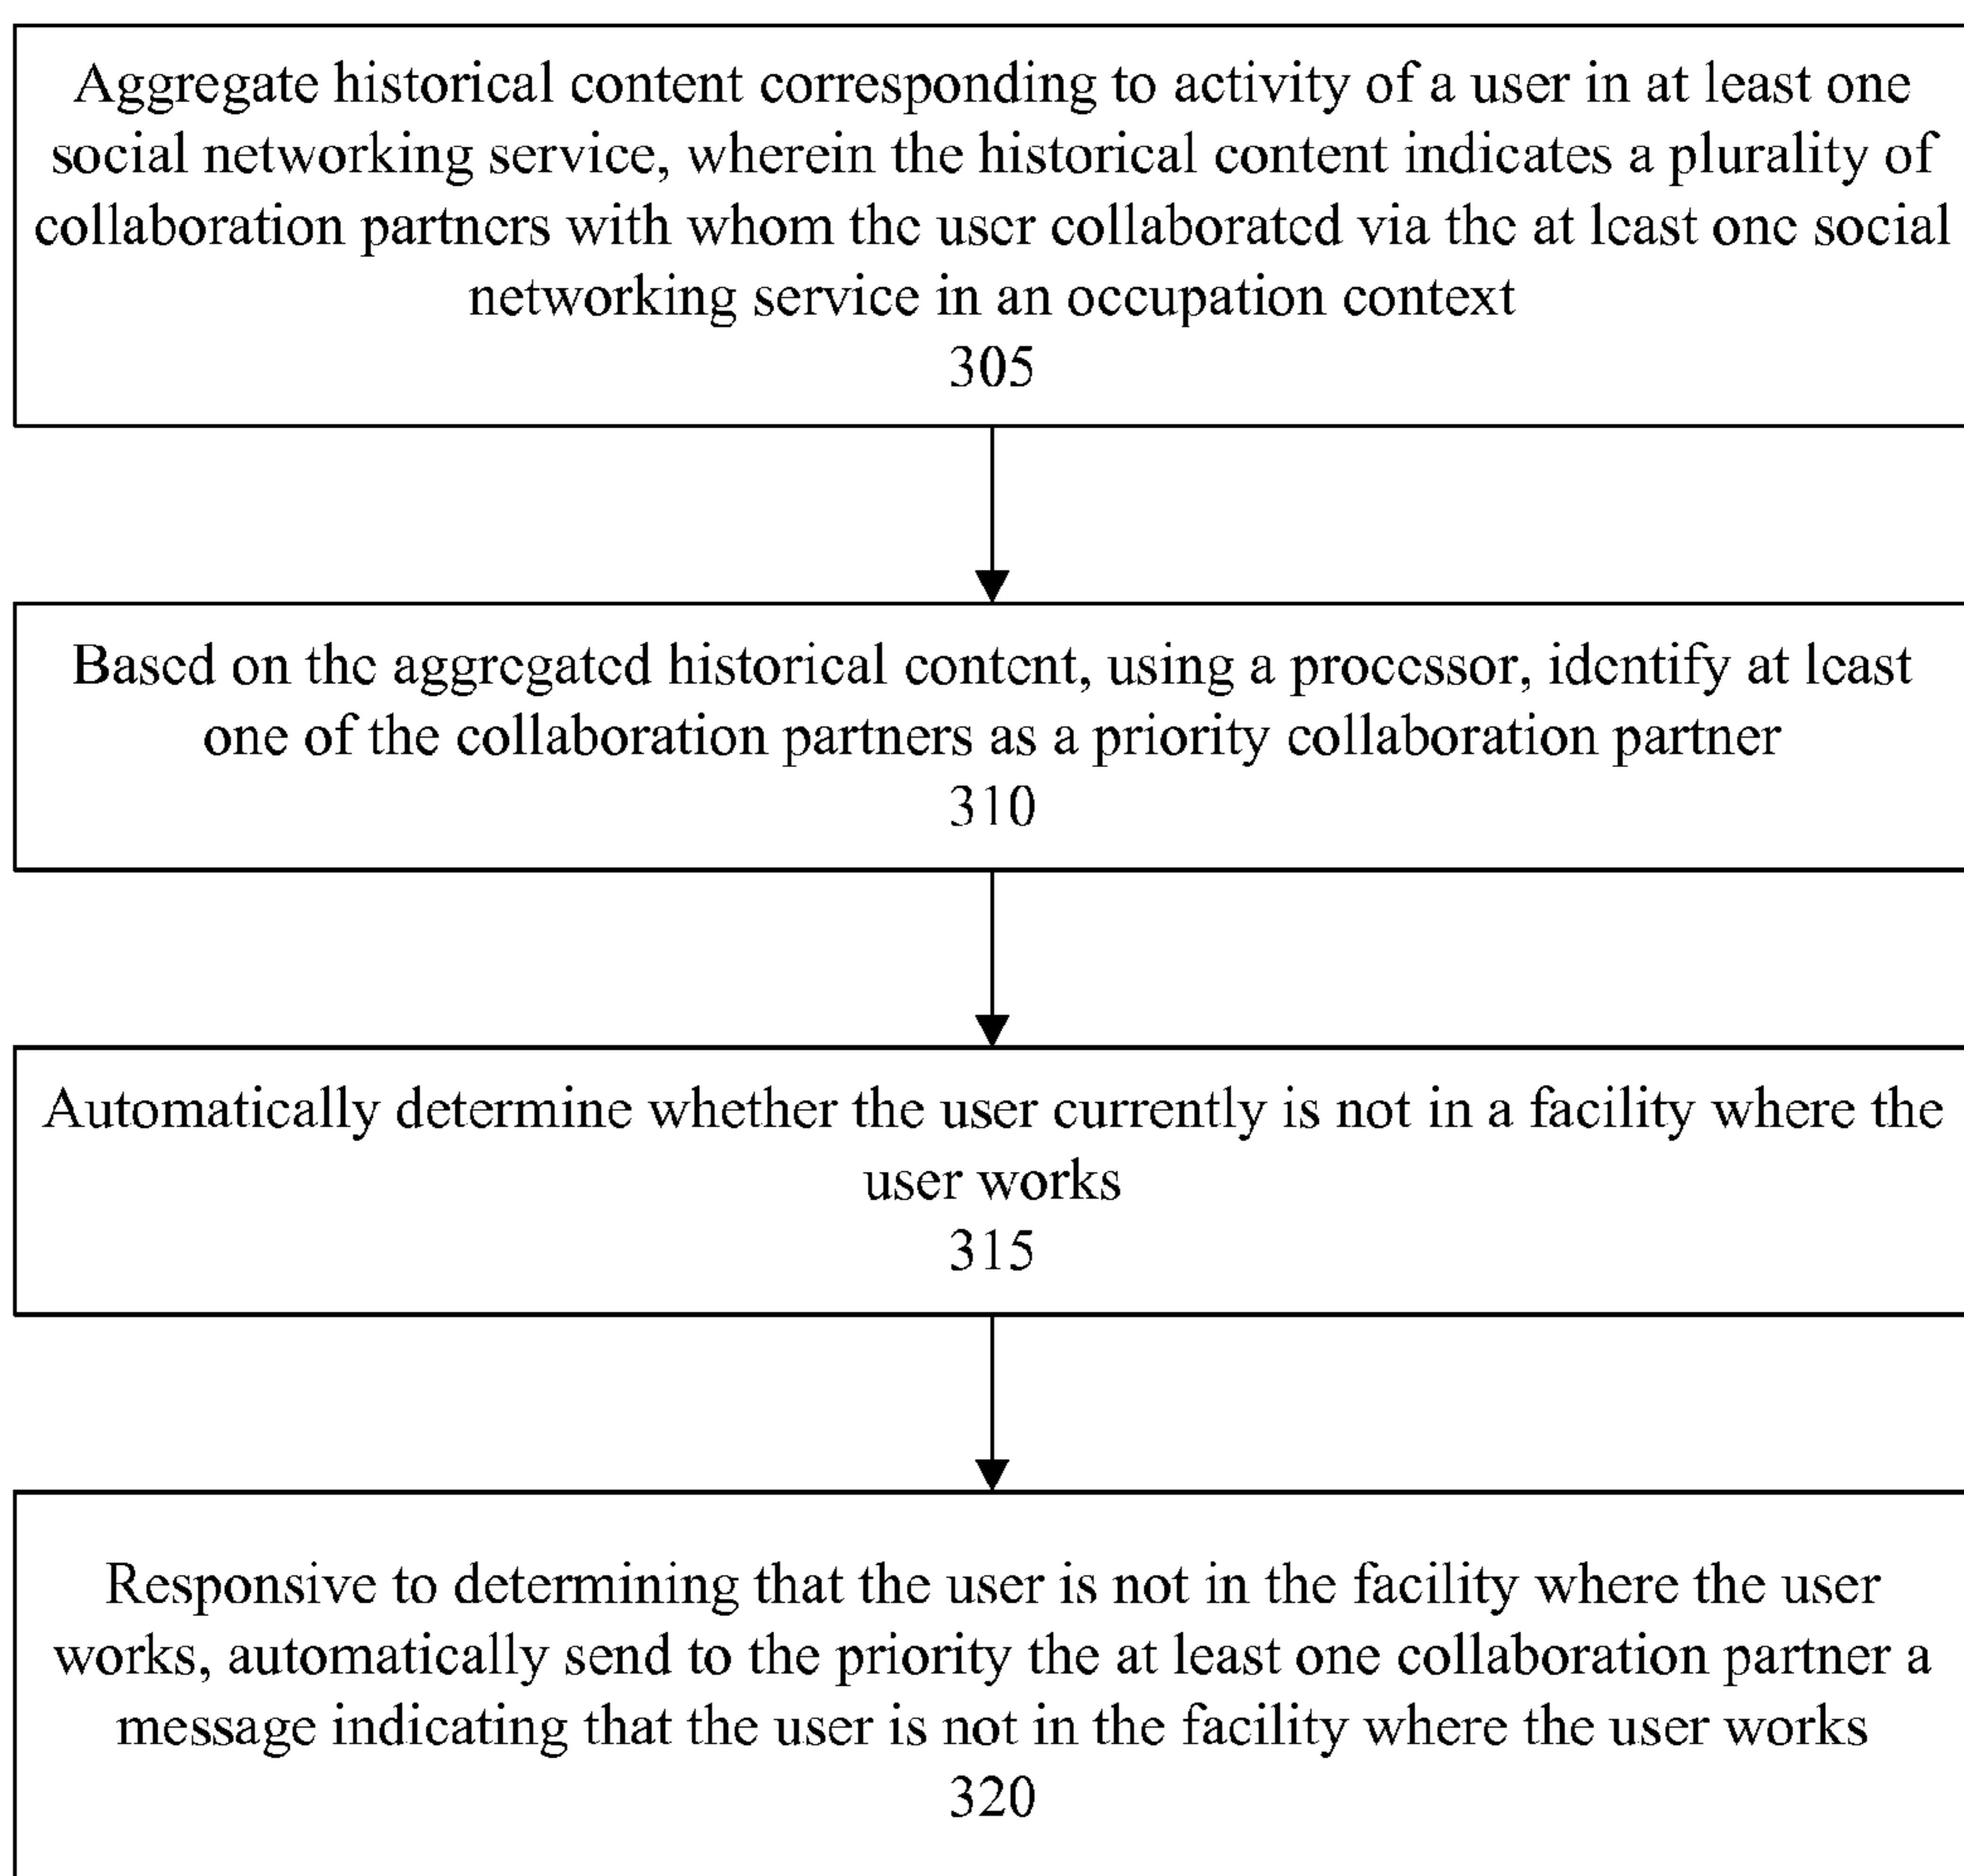 Aggregate historical content corresponding to activity of a user in at least one
social networking service, wherein the historical content indicates a plurality of
collaboration partners with whom the user collaborated via the at least one social
networking service in an occupation context
305
Based on the aggregated historical content, using a processor, identify at least
one of the collaboration partners as a priority collaboration partner
310
Automatically determine whether the user currently is not in a facility where the
user works
315
Responsive to determining that the user is not in the facility where the user
works, automatically send to the priority the at least one collaboration partner a
message indicating that the user is not in the facility where the user works
320